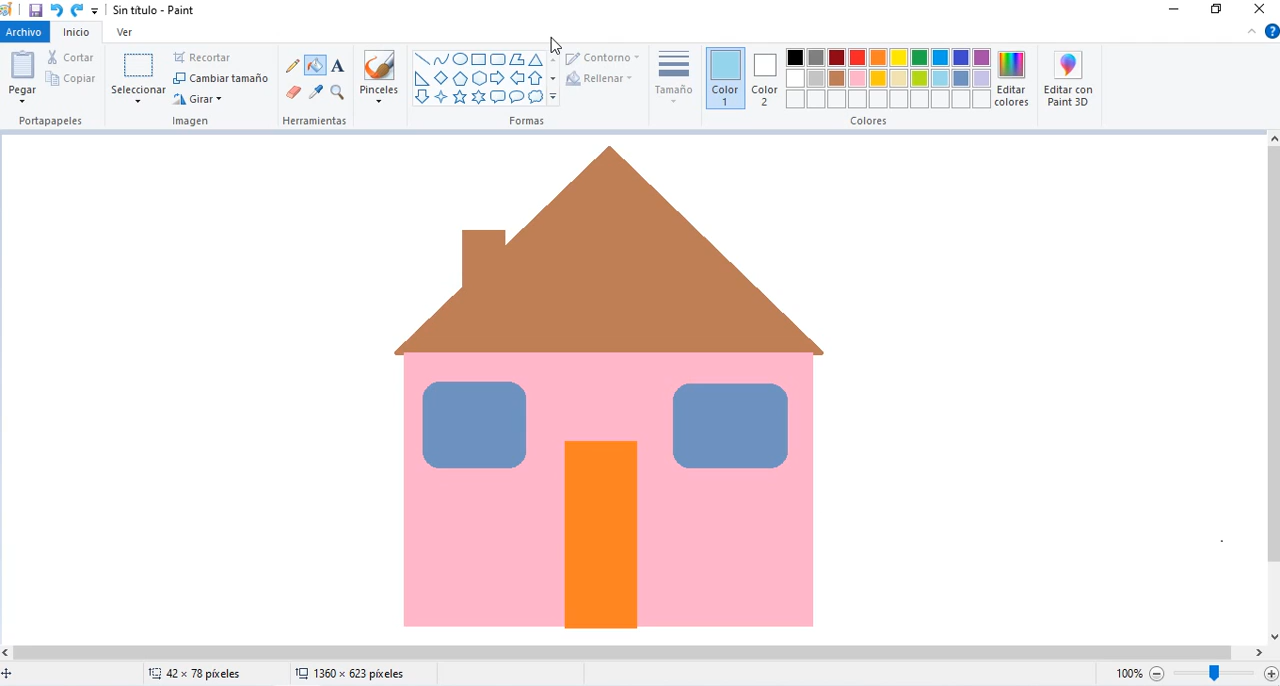 Sin título - Paint
Archivo Inicio Ver
Pegar
Cortar
Copiar
Portapapeles
Seleccionar
Recortar
Cambiar tamaño
Girar
Imagen
A
Herramientas
Pinceles
Contorno
Rellenar
Formas
Tamaño
Color
1
Color
2
Editar
colores
Colores
Editar con
Paint 3D
?
42 × 78 píxeles
1360 × 623 píxeles
100%